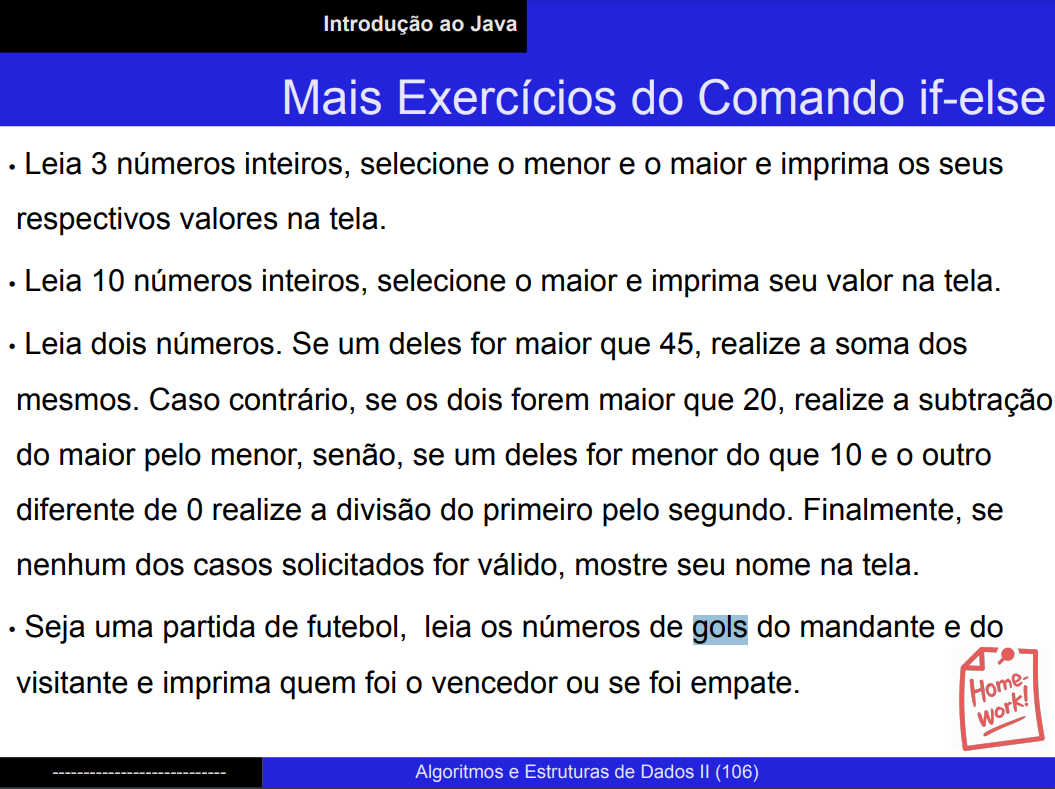 Introdução ao Java
Mais Exercícios do Comando if-else
• Leia 3 números inteiros, selecione o menor e o maior e imprima os seus
respectivos valores na tela.
• Leia 10 números inteiros, selecione o maior e imprima seu valor na tela.
• Leia dois números. Se um deles for maior que 45, realize a soma dos
mesmos. Caso contrário, se os dois forem maior que 20, realize a subtração
do maior pelo menor, senão, se um deles for menor do que 10 e o outro
diferente de 0 realize a divisão do primeiro pelo segundo. Finalmente, se
nenhum dos casos solicitados for válido, mostre seu nome na tela.
• Seja uma partida de futebol,  leia os números de gols do mandante e do
visitante e imprima quem foi o vencedor ou se foi empate.
Home-
work!
----------------------------
Algoritmos e Estruturas de Dados II (106)